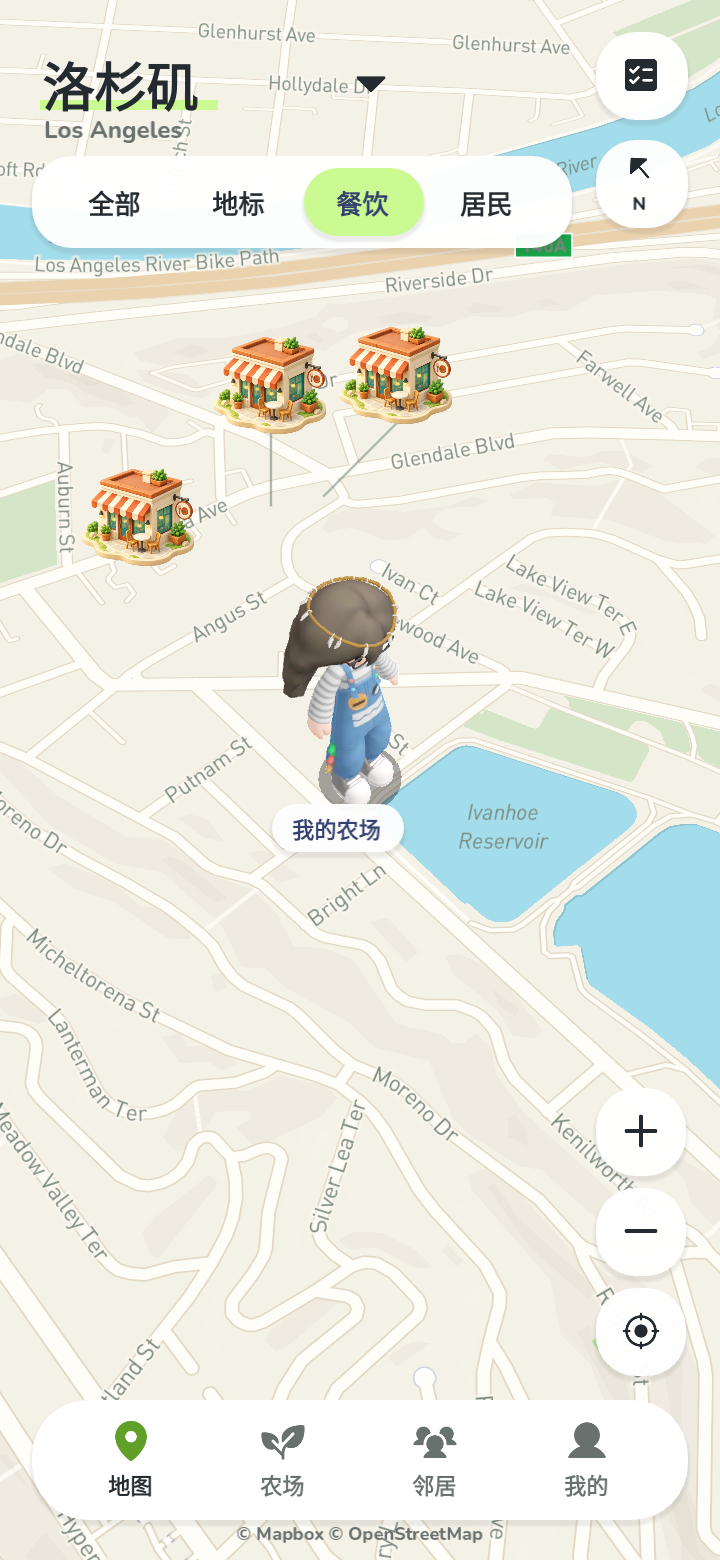 Glenhurst Ave
Glenhurst Ave
洛杉矶
Hollydale Dr
Los Angeles
River
全部
地标
餐饮
居民
N
Los Angeles River Bike Path
Riverside Dr
Farwell Ave
Glendale Blvd
Auburn St
Ave
Ivan Ct
Lake View Ter E
Lake View Ter W
Angus St
Ave
St
Putnam St
Ivanhoe
Reservoir
我的农场
Moreno Dr
Bright Ln
Micheltorena St
Lanterman Ter
Moreno Dr
Meadow Valley Ter
Silver Lea Ter
Kenilworth
地图
农场
邻居
我的
© Mapbox © OpenStreetMap